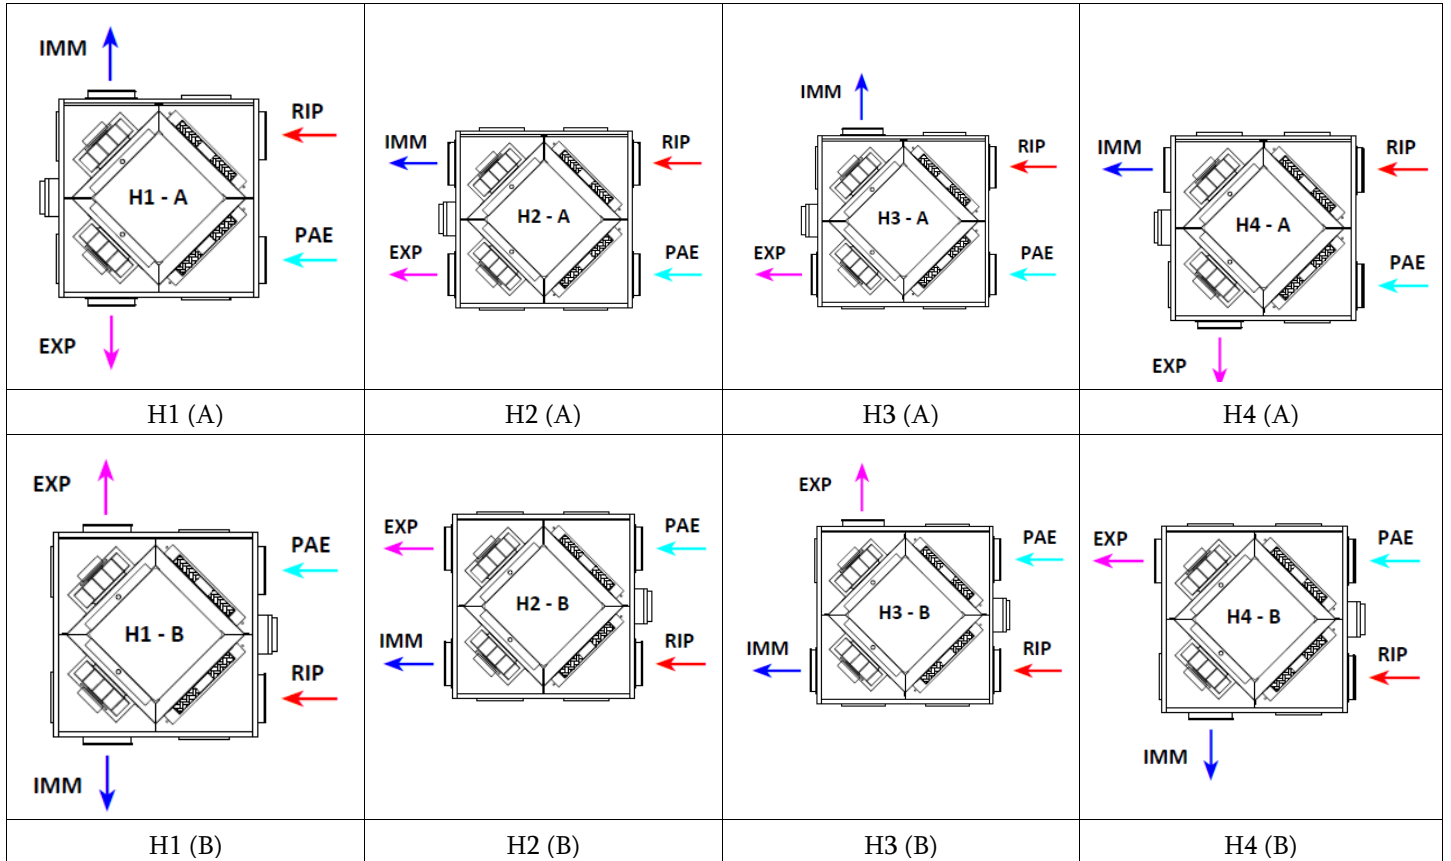 IMM
RIP
H1 - A
PAE
EXP
IMM
RIP
H2 - A
EXP
PAE
IMM
RIP
H3 - A
EXP
PAE
IMM
RIP
H4 - A
PAE
EXP
H1 (A)
H2 (A)
H3 (A)
H4 (A)
EXP
PAE
H1 - B
RIP
IMM
EXP
PAE
H2 - B
IMM
RIP
EXP
PAE
H3 - B
IMM
RIP
EXP
PAE
H4 - B
RIP
IMM
H1 (B)
H2 (B)
H3 (B)
H4 (B)